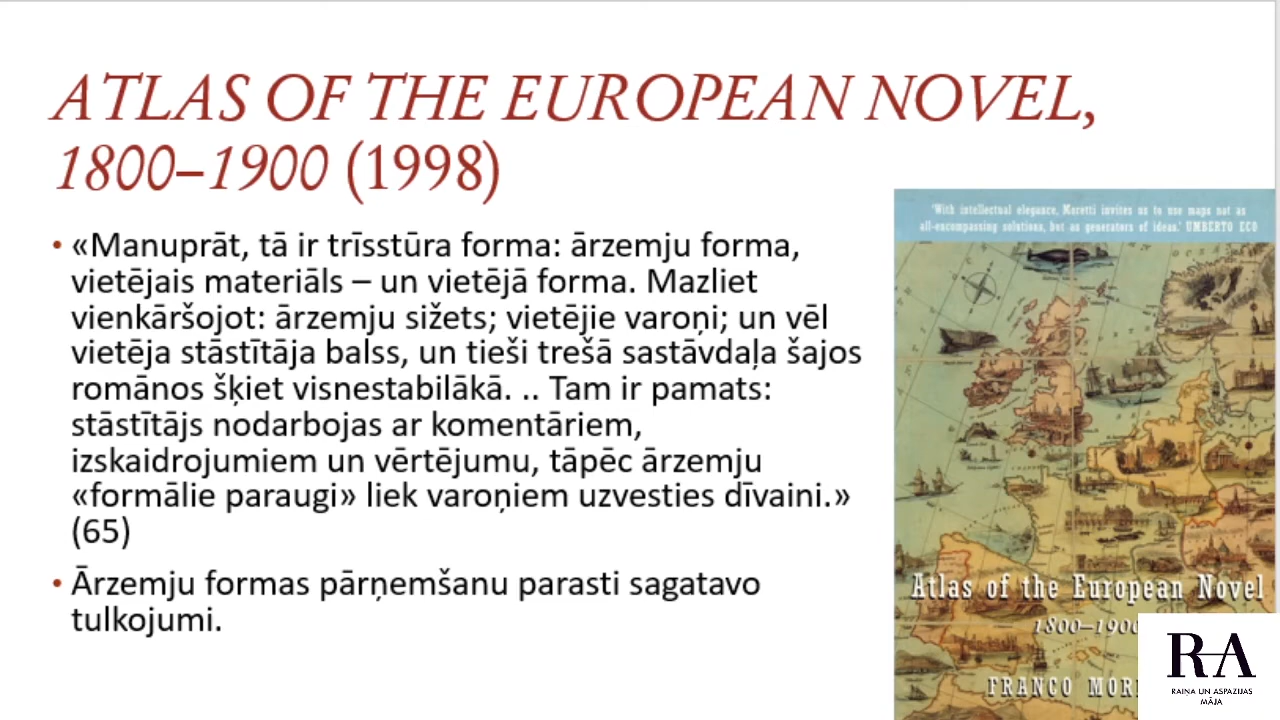 ATLAS OF THE EUROPEAN NOVEL,
1800–1900 (1998)
• «Manuprāt, tā ir trīsstūra forma: ārzemju forma,
vietējais materiāls – un vietējā forma. Mazliet
vienkāršojot: ārzemju sižets; vietējie varoņi; un vēl
vietēja stāstītāja balss, un tieši trešā sastāvdaļa šajos
romānos šķiet visnestabilākā. .. Tam ir pamats:
stāstītājs nodarbojas ar komentāriem,
izskaidrojumiem un vērtējumu, tāpēc ārzemju
«formālie paraugi» liek varoņiem uzvesties dīvaini.»
(65)
• Ārzemju formas pārņemšanu parasti sagatavo
tulkojumi.
'With intellectual elegance, Moretti invites us to use maps not as
all-encompassing solutions, but as generators of ideas.' UMBERTO ECO
Atlas of the European Novel
1800–1900
FRANCO MOR
RA
RAIŅA UN ASPAZIJAS
MĀJA